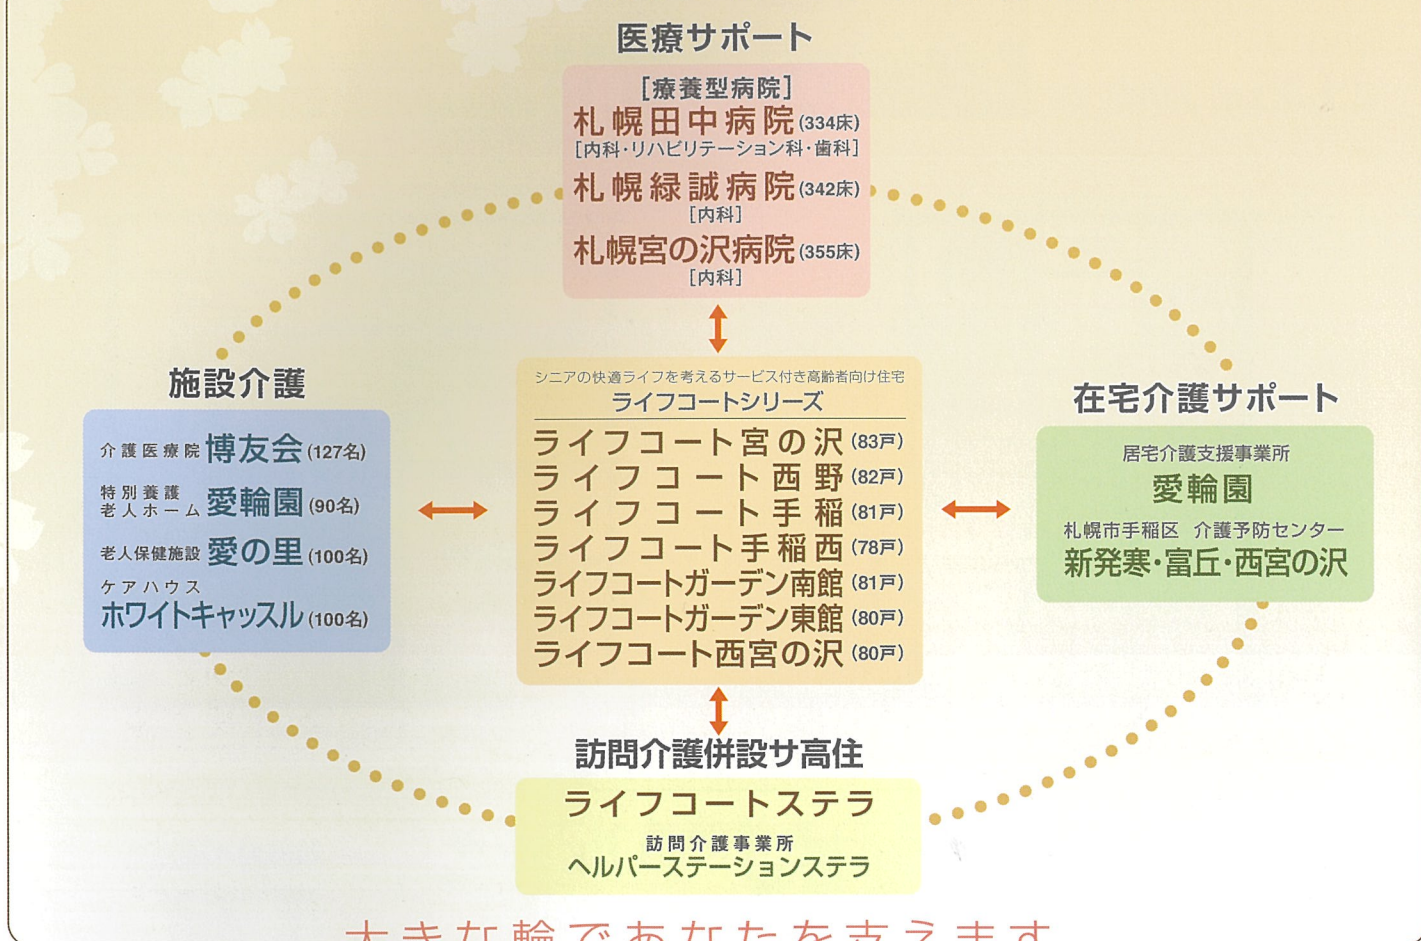 医療サポート
[療養型病院]
札幌田中病院(334床)
[内科・リハビリテーション科・歯科]
札幌緑誠病院(342床)
[内科]
札幌宮の沢病院(355床)
[内科]
施設介護
介護医療院 博友会(127名)
特別養護
老人ホーム 愛輪園(90名)
老人保健施設 愛の里(100名)
ケアハウス
ホワイトキャッスル(100名)
シニアの快適ライフを考えるサービス付き高齢者向け住宅
ライフコートシリーズ
ライフコート宮の沢(83戸)
ライフコート西野(82戸)
ライフコート手稲(81戸)
ライフコート手稲西(78戸)
ライフコートガーデン南館(81戸)
ライフコートガーデン東館(80戸)
ライフコート西宮の沢(80戸)
在宅介護サポート
居宅介護支援事業所
愛輪園
札幌市手稲区 介護予防センター
新発寒・富丘・西宮の沢
訪問介護併設サ高住
ライフコートステラ
訪問介護事業所
ヘルパーステーションステラ
大きな輪であなたを支えます